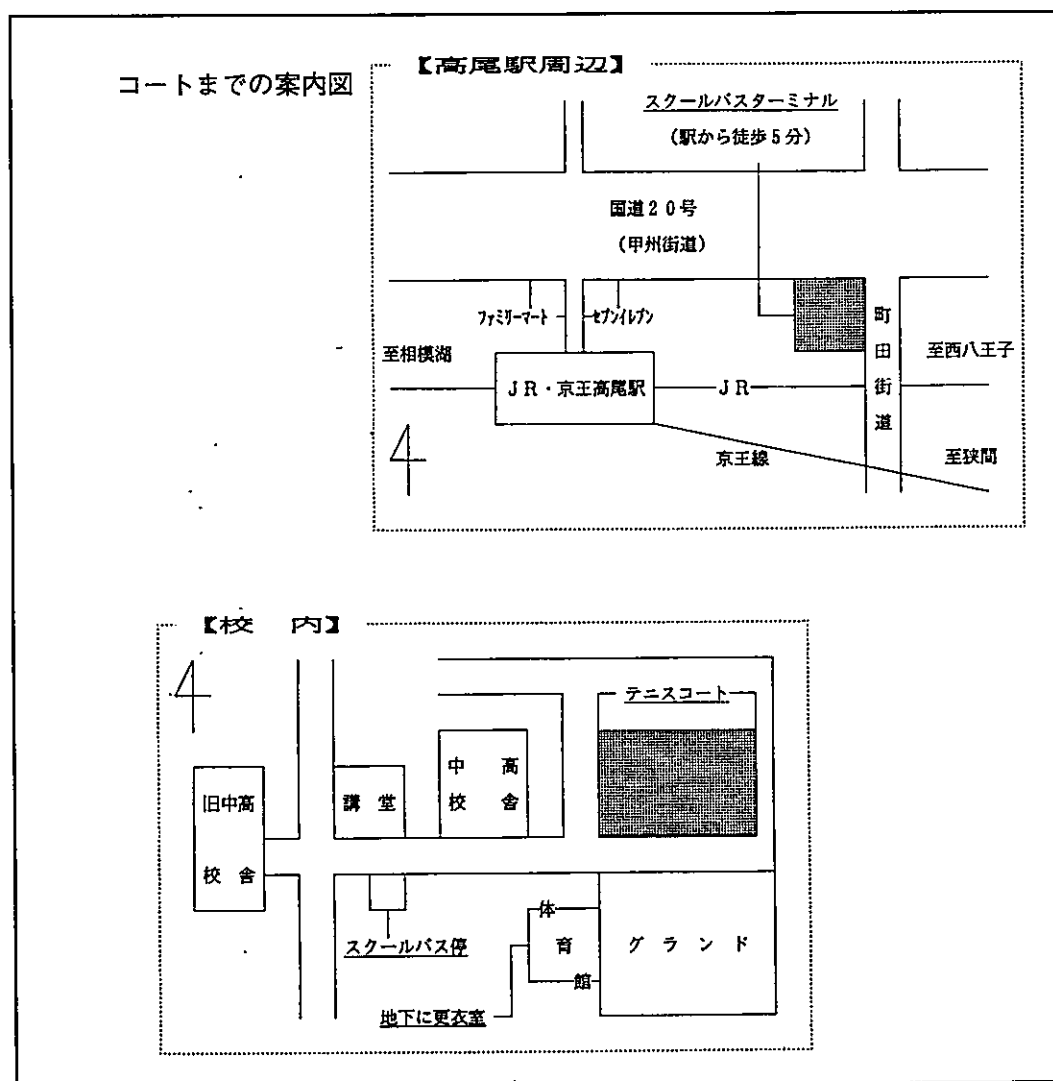 コートまでの案内図
【高尾駅周辺】
スクールバスターミナル
(駅から徒歩5分)
国道20号
(甲州街道)
ファミリーマート
セブンイレブン
町田街道
至相模湖
至西八王子
JR・京王高尾駅
JR
京王線
至狭間
【校 内】
テニスコート
中 高
校 舎
旧中高
校 舎
講 堂
スクールバス停
体育館
グランド
地下に更衣室